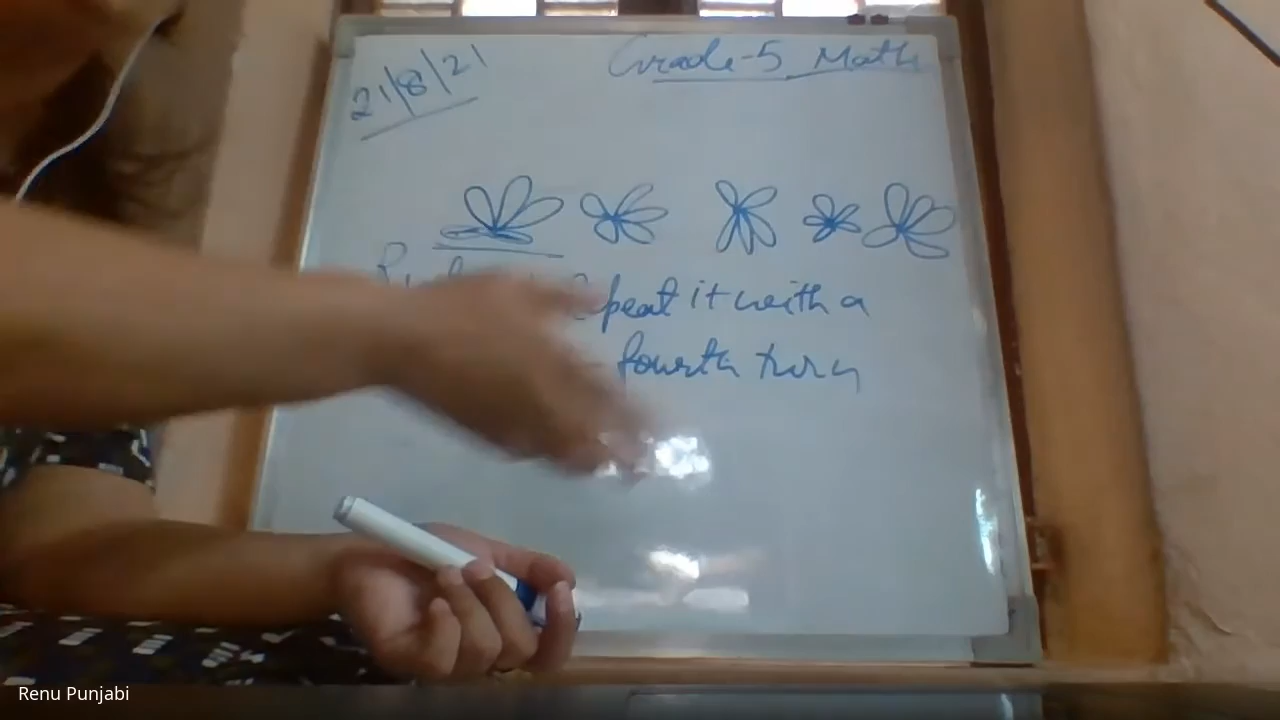 21/8/21
Grade-5 Math
peat it with a
fourth turn
Renu Punjabi